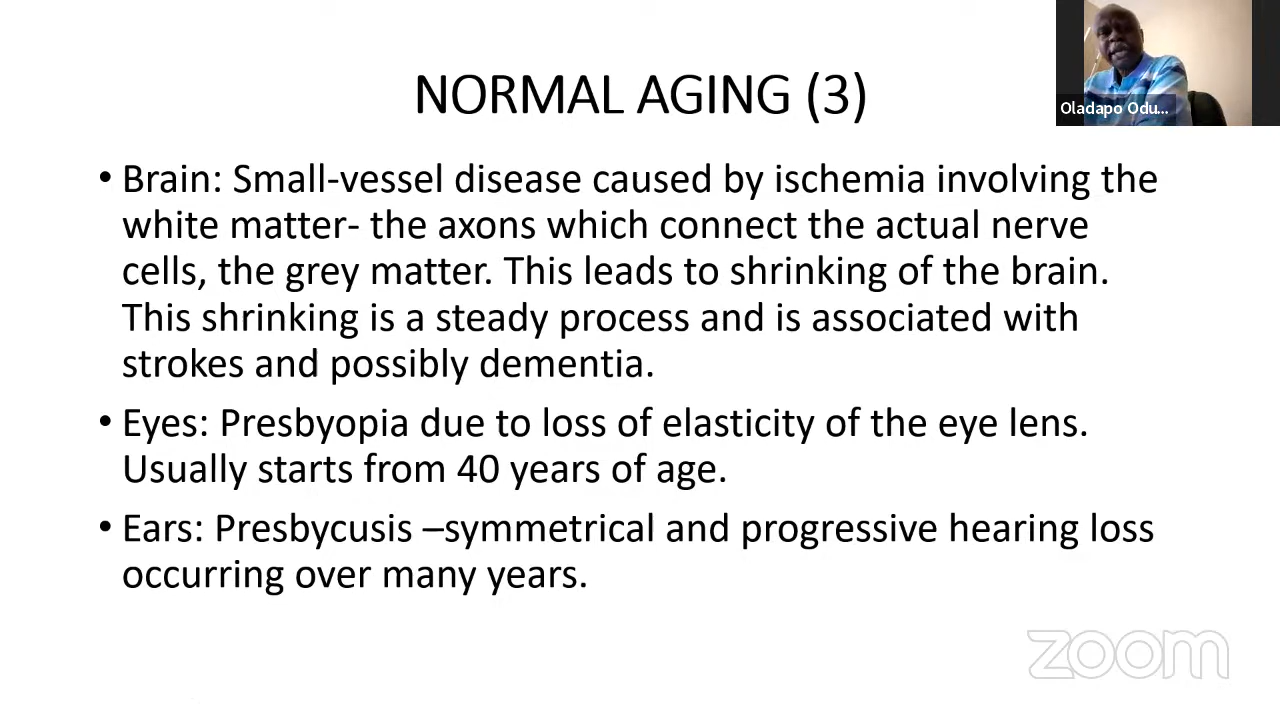 NORMAL AGING (3)
Oladapo Odu...
• Brain: Small-vessel disease caused by ischemia involving the
white matter- the axons which connect the actual nerve
cells, the grey matter. This leads to shrinking of the brain.
This shrinking is a steady process and is associated with
strokes and possibly dementia.
• Eyes: Presbyopia due to loss of elasticity of the eye lens.
Usually starts from 40 years of age.
• Ears: Presbycusis –symmetrical and progressive hearing loss
occurring over many years.
zoom